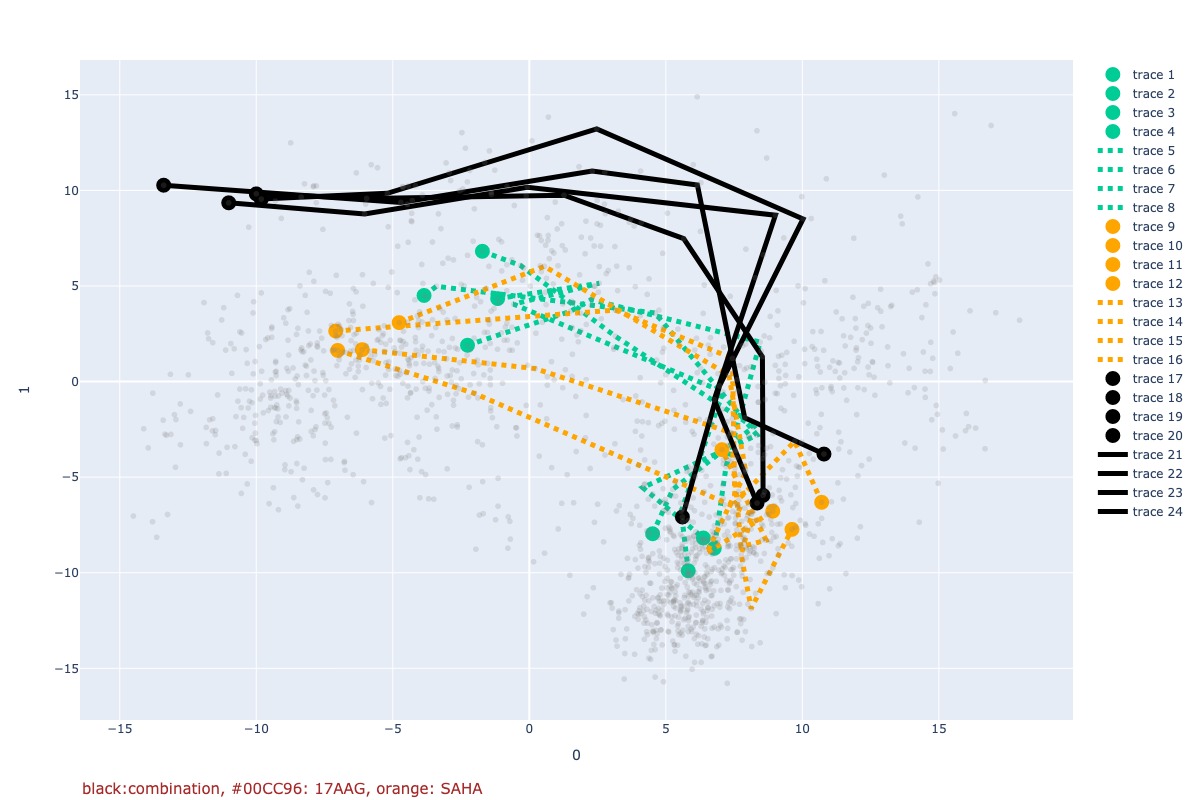 15
10
5
0
−5
−10
−15
−15
−10
−5
0
5
10
15
0
1
trace 1
trace 2
trace 3
trace 4
trace 5
trace 6
trace 7
trace 8
trace 9
trace 10
trace 11
trace 12
trace 13
trace 14
trace 15
trace 16
trace 17
trace 18
trace 19
trace 20
trace 21
trace 22
trace 23
trace 24
black:combination, #00CC96: 17AAG, orange: SAHA